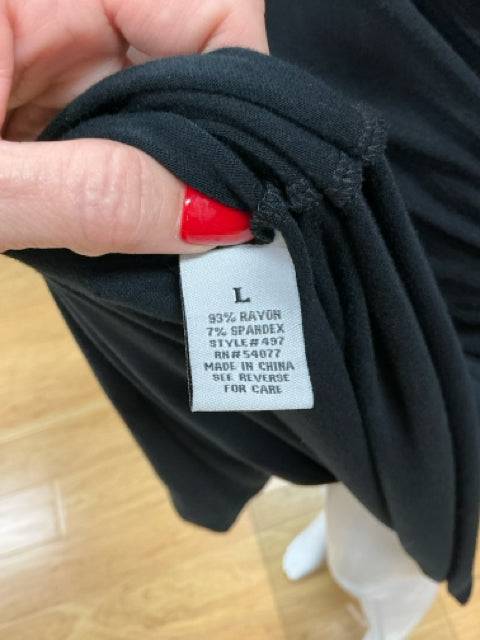 L
93% RAYON
7% SPANDEX
STYLE#497
RN#54077
MADE IN CHINA
SEE REVERSE
FOR CARE